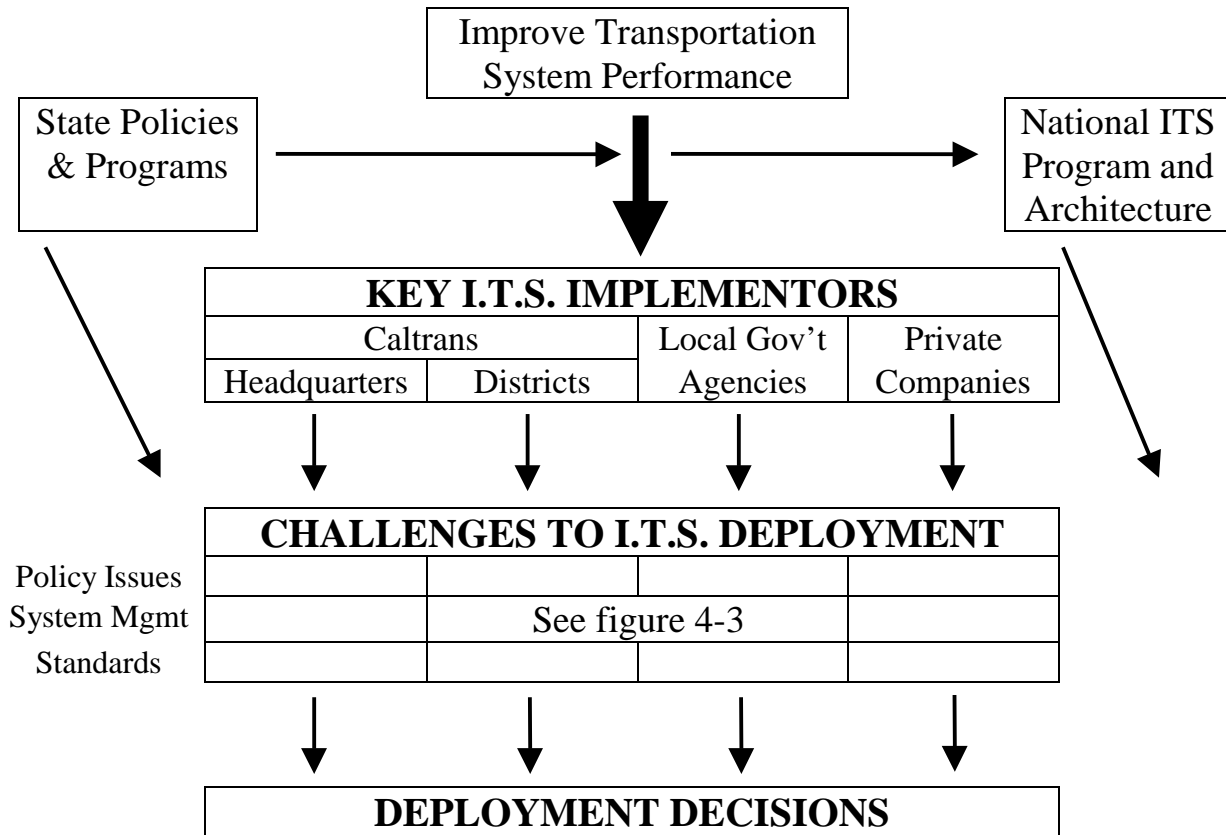 Improve Transportation
System Performance
State Policies
& Programs
National ITS
Program and
Architecture
KEY I.T.S. IMPLEMENTORS
Caltrans
Headquarters
Districts
Local Gov’t
Agencies
Private
Companies
CHALLENGES TO I.T.S. DEPLOYMENT
Policy Issues
System Mgmt
See figure 4-3
Standards
DEPLOYMENT DECISIONS